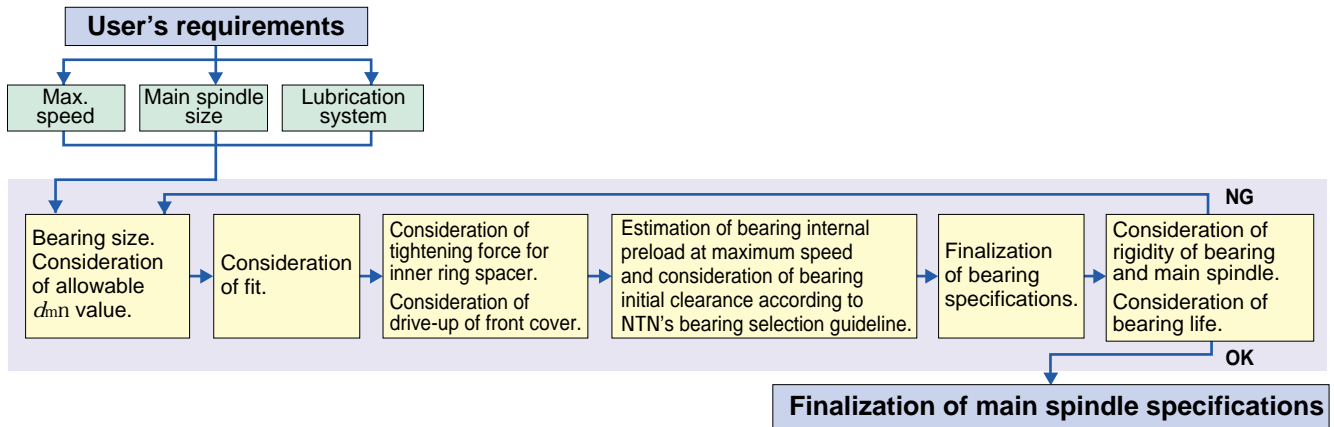 User's requirements
Max.
speed
Main spindle
size
Lubrication
system
NG
Bearing size.
Consideration
of allowable
dmn value.
Consideration
of fit.
Consideration of
tightening force for
inner ring spacer.
Consideration of
drive-up of front cover.
Estimation of bearing internal
preload at maximum speed
and consideration of bearing
initial clearance according to
NTN's bearing selection guideline.
Finalization
of bearing
specifications.
Consideration of
rigidity of bearing
and main spindle.
Consideration of
bearing life.
OK
Finalization of main spindle specifications